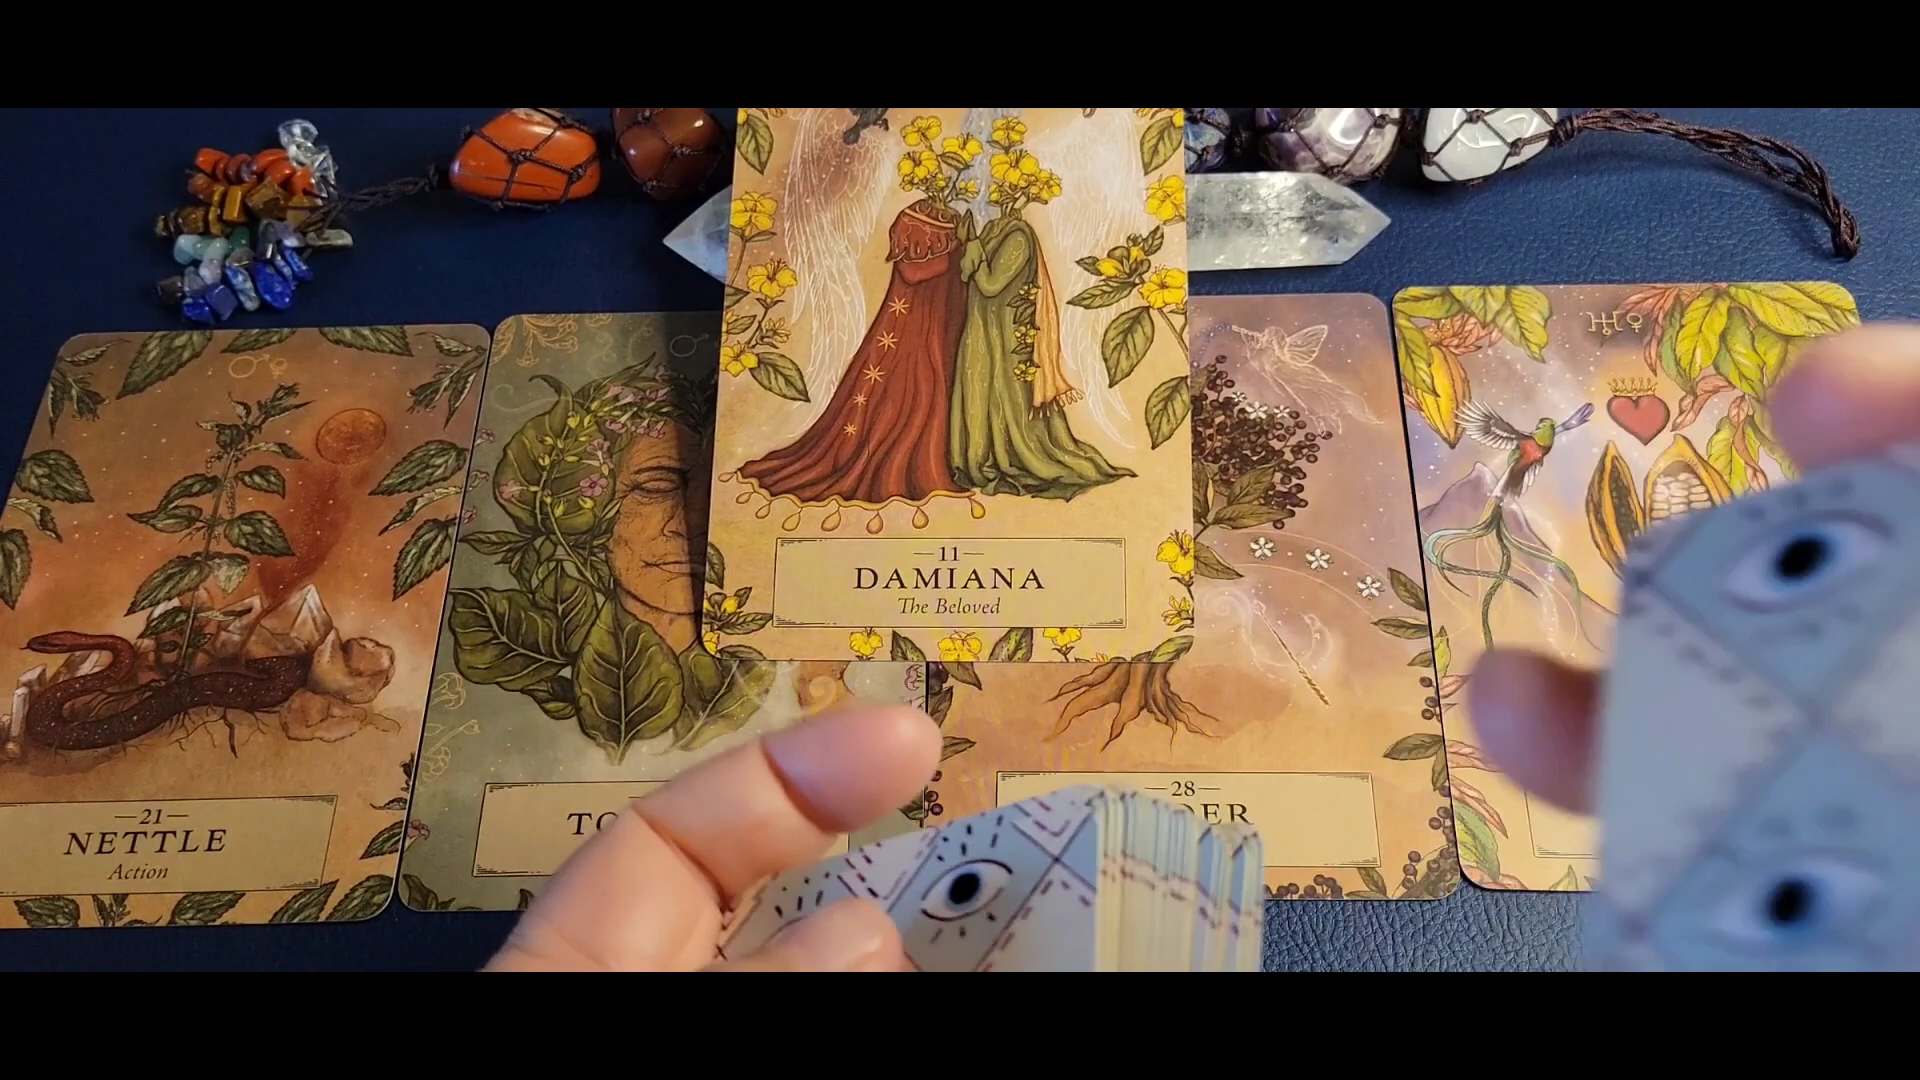 —11—
DAMIANA
The Beloved
—21—
NETTLE
Action
—28—